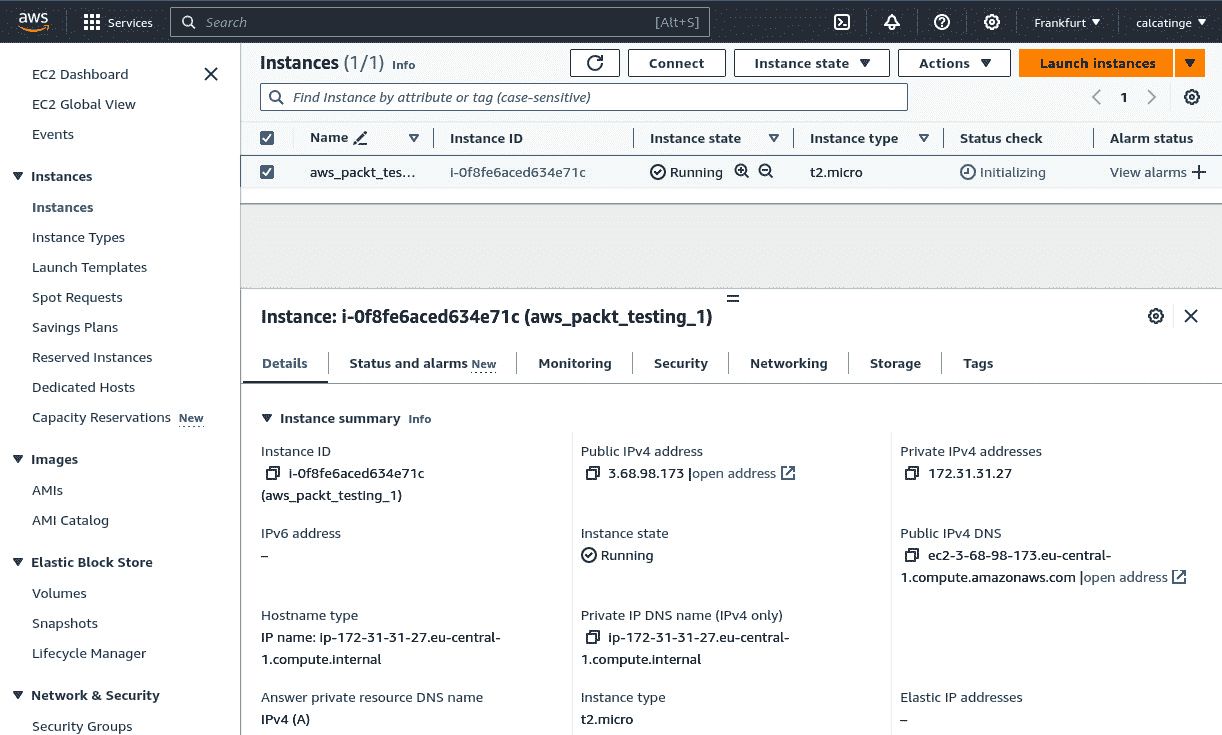 aws
Services
Search
[Alt+S]
Frankfurt
calcatinge
EC2 Dashboard
EC2 Global View
Events
Instances
Instances
Instance Types
Launch Templates
Spot Requests
Savings Plans
Reserved Instances
Dedicated Hosts
Capacity Reservations New
Images
AMIs
AMI Catalog
Elastic Block Store
Volumes
Snapshots
Lifecycle Manager
Network & Security
Security Groups
Instances (1/1) Info
Connect
Instance state
Actions
Launch instances
Find Instance by attribute or tag (case-sensitive)
1
Name
Instance ID
Instance state
Instance type
Status check
Alarm status
aws_packt_tes...
i-0f8fe6aced634e71c
Running
t2.micro
Initializing
View alarms
Instance: i-0f8fe6aced634e71c (aws_packt_testing_1)
Details
Status and alarms New
Monitoring
Security
Networking
Storage
Tags
Instance summary Info
Instance ID
i-0f8fe6aced634e71c
(aws_packt_testing_1)
Public IPv4 address
3.68.98.173 |open address
Private IPv4 addresses
172.31.31.27
IPv6 address
–
Instance state
Running
Public IPv4 DNS
ec2-3-68-98-173.eu-central-
1.compute.amazonaws.com |open address
Hostname type
IP name: ip-172-31-31-27.eu-central-
1.compute.internal
Private IP DNS name (IPv4 only)
ip-172-31-31-27.eu-central-
1.compute.internal
Answer private resource DNS name
IPv4 (A)
Instance type
t2.micro
Elastic IP addresses
–